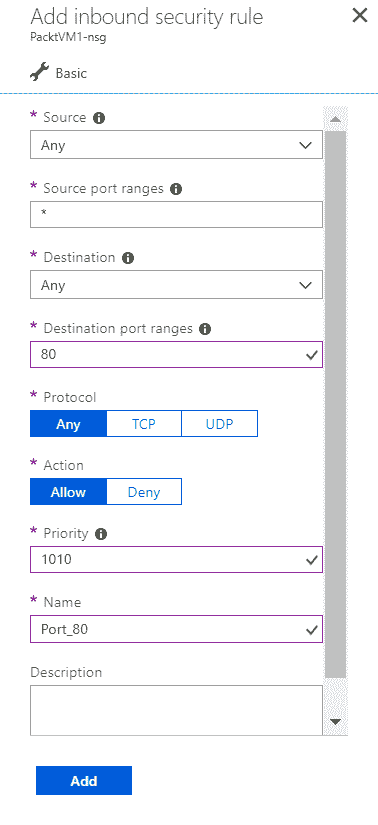 Add inbound security rule
PacktVM1-nsg
Basic
* Source
Any
* Source port ranges
*
* Destination
Any
* Destination port ranges
80
* Protocol
Any TCP UDP
* Action
Allow Deny
* Priority
1010
* Name
Port_80
Description
Add